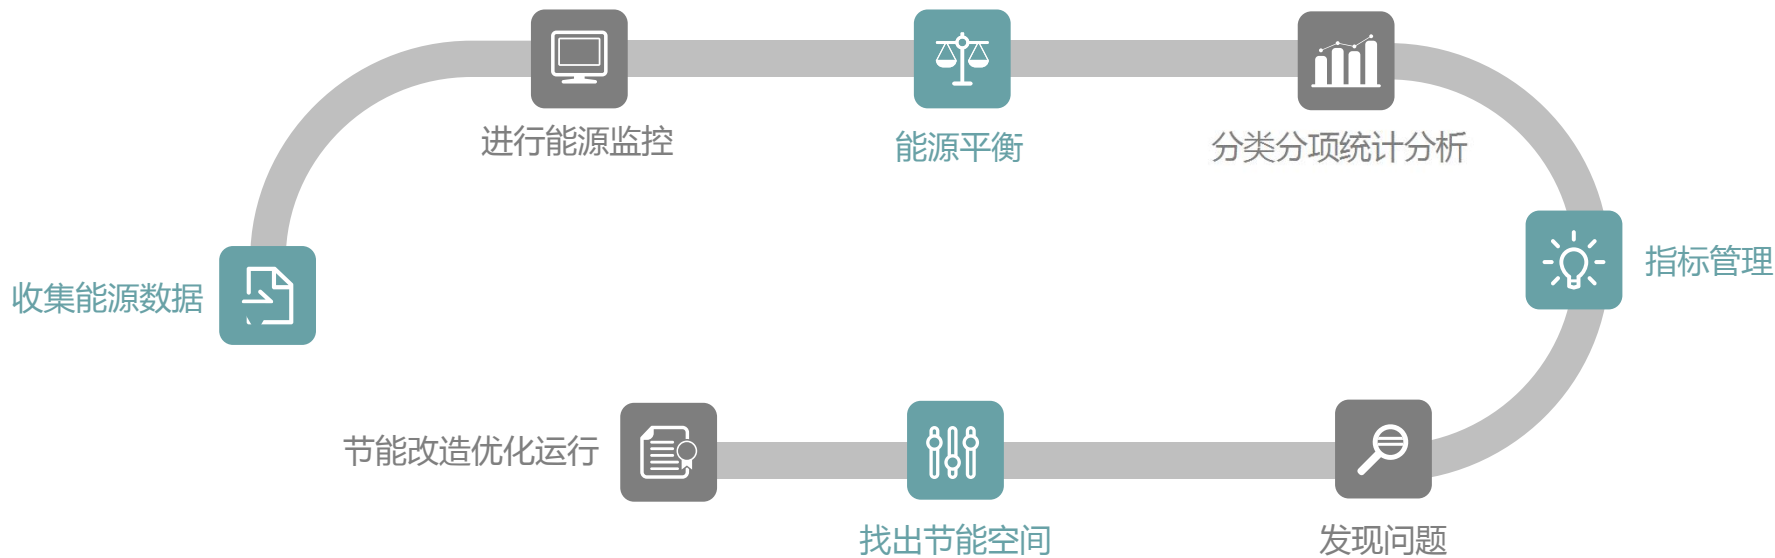 进行能源监控
能源平衡
分类分项统计分析
收集能源数据
指标管理
节能改造优化运行
找出节能空间
发现问题